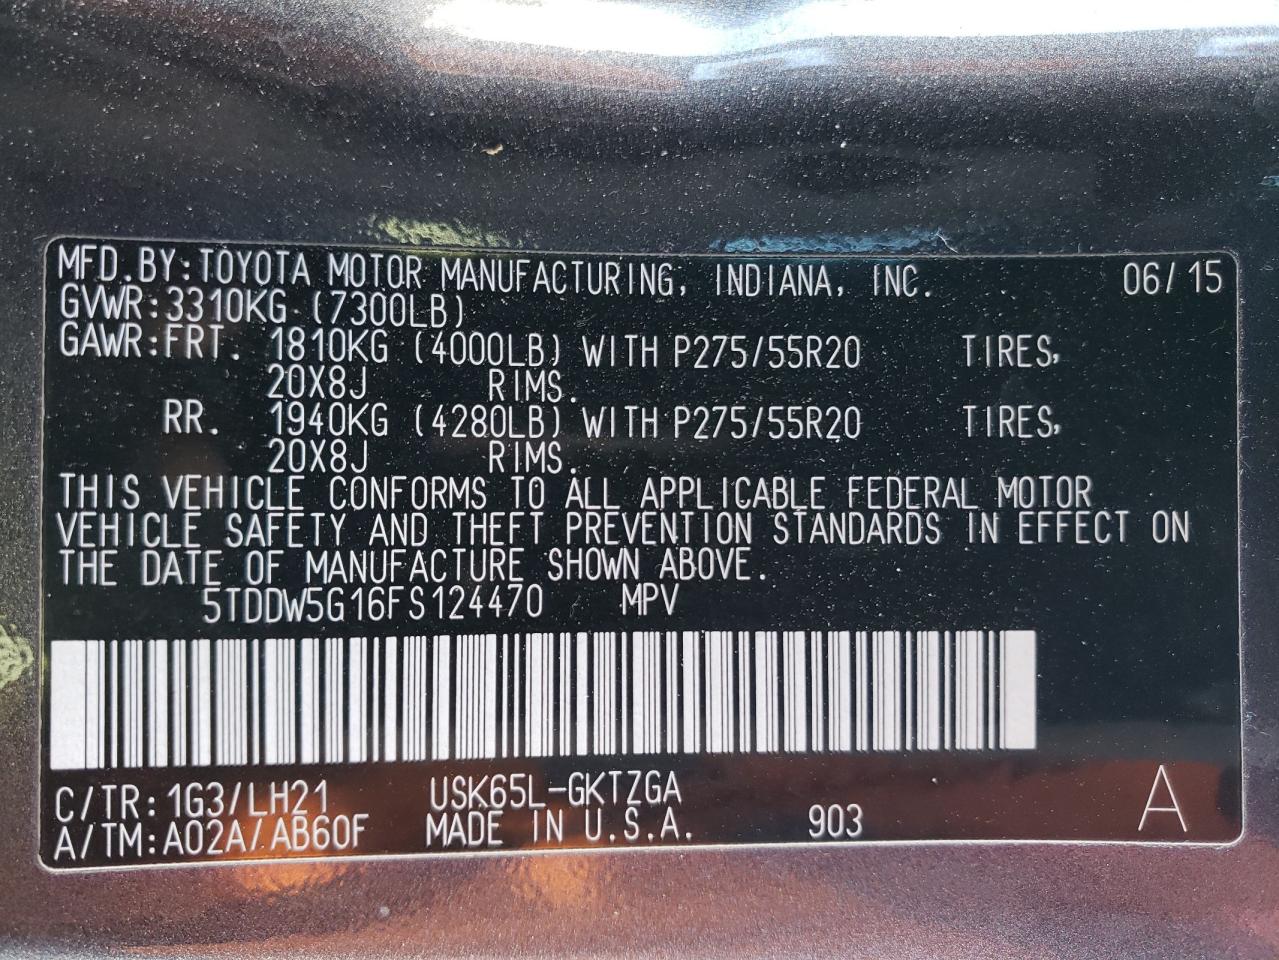 MFD.BY:TOYOTA MOTOR MANUFACTURING, INDIANA, INC. 06/15
GVWR:3310KG (7300LB)
GAWR:FRT. 1810KG (4000LB) WITH P275/55R20 TIRES,
20X8J RIMS.
RR. 1940KG (4280LB) WITH P275/55R20 TIRES,
20X8J RIMS.
THIS VEHICLE CONFORMS TO ALL APPLICABLE FEDERAL MOTOR
VEHICLE SAFETY AND THEFT PREVENTION STANDARDS IN EFFECT ON
THE DATE OF MANUFACTURE SHOWN ABOVE.
5TDDW5G16FS124470 MPV
C/TR:1G3/LH21 USK65L-GKTZGA
A/TM:A02A/AB60F MADE IN U.S.A. 903 A